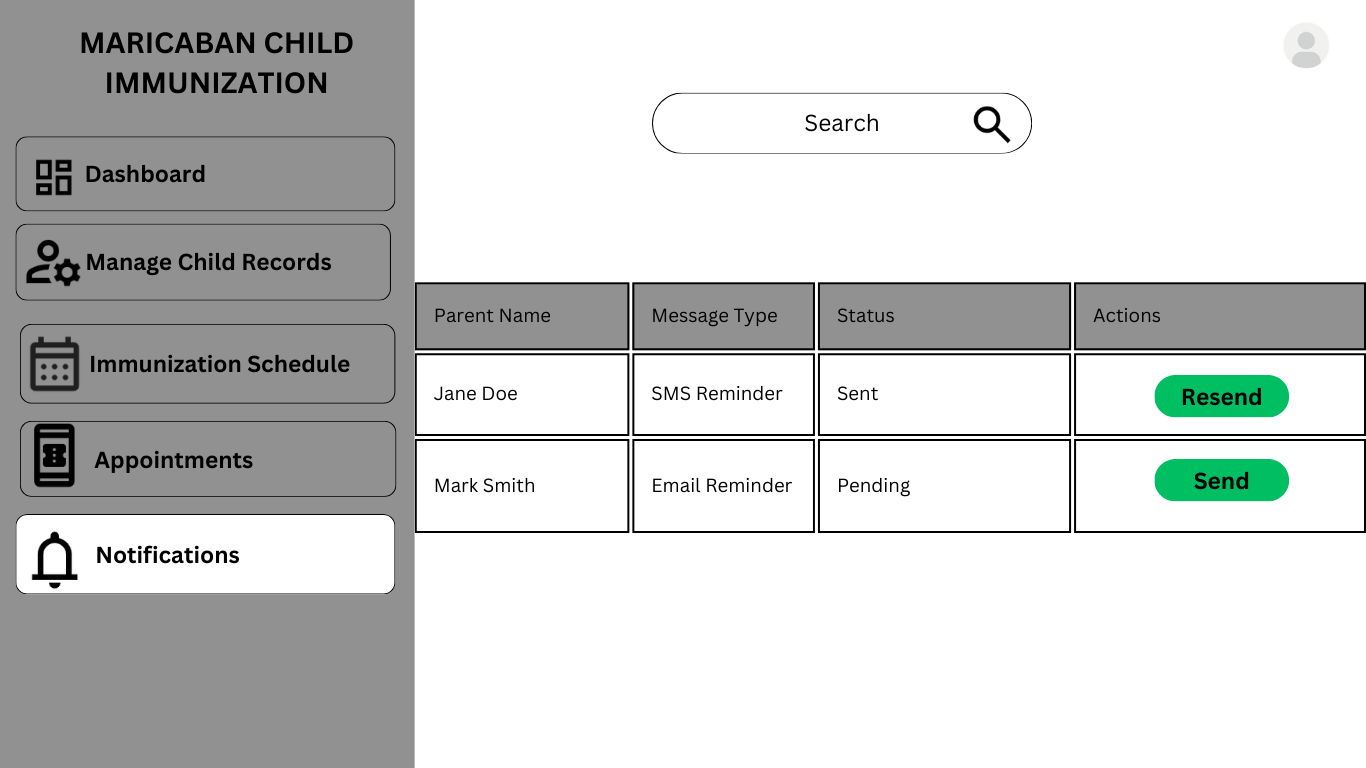 MARICABAN CHILD
IMMUNIZATION
Dashboard
Manage Child Records
Immunization Schedule
Appointments
Notifications
Search
Parent Name Message Type Status Actions
Jane Doe SMS Reminder Sent Resend
Mark Smith Email Reminder Pending Send